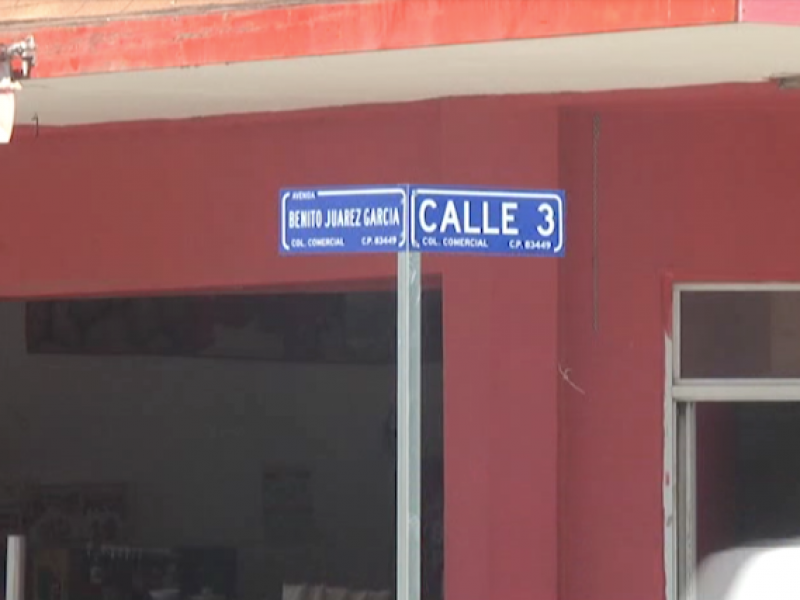 AVENIDA
BENITO JUAREZ GARCIA
COL. COMERCIAL C.P. 83449
CALLE 3
COL. COMERCIAL C.P. 83449